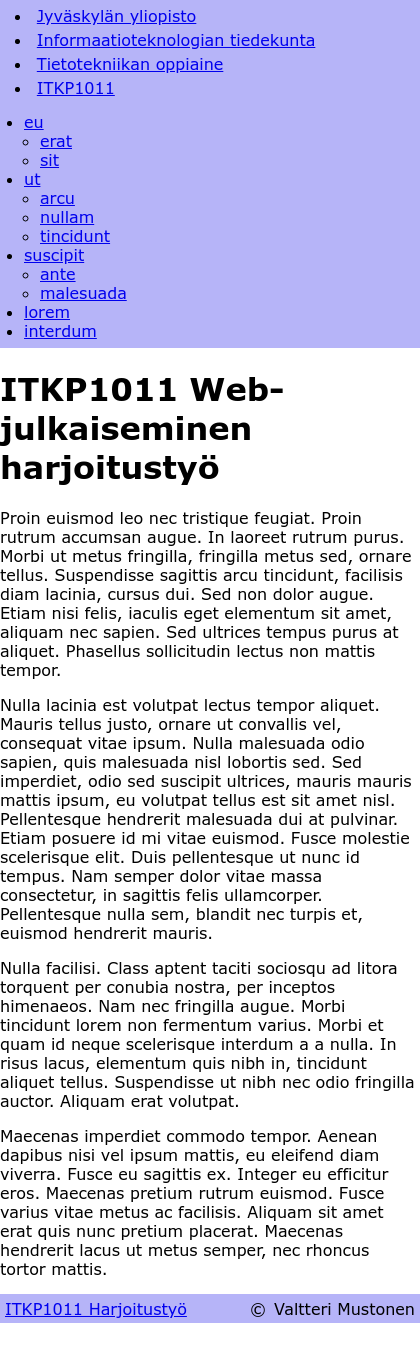 Jyväskylän yliopisto
Informaatioteknologian tiedekunta
Tietotekniikan oppiaine
ITKP1011
eu
erat
sit
ut
arcu
nullam
tincidunt
suscipit
ante
malesuada
lorem
interdum
ITKP1011 Web-
julkaiseminen
harjoitustyö
Proin euismod leo nec tristique feugiat. Proin
rutrum accumsan augue. In laoreet rutrum purus.
Morbi ut metus fringilla, fringilla metus sed, ornare
tellus. Suspendisse sagittis arcu tincidunt, facilisis
diam lacinia, cursus dui. Sed non dolor augue.
Etiam nisi felis, iaculis eget elementum sit amet,
aliquam nec sapien. Sed ultrices tempus purus at
aliquet. Phasellus sollicitudin lectus non mattis
tempor.
Nulla lacinia est volutpat lectus tempor aliquet.
Mauris tellus justo, ornare ut convallis vel,
consequat vitae ipsum. Nulla malesuada odio
sapien, quis malesuada nisl lobortis sed. Sed
imperdiet, odio sed suscipit ultrices, mauris mauris
mattis ipsum, eu volutpat tellus est sit amet nisl.
Pellentesque hendrerit malesuada dui at pulvinar.
Etiam posuere id mi vitae euismod. Fusce molestie
scelerisque elit. Duis pellentesque ut nunc id
tempus. Nam semper dolor vitae massa
consectetur, in sagittis felis ullamcorper.
Pellentesque nulla sem, blandit nec turpis et,
euismod hendrerit mauris.
Nulla facilisi. Class aptent taciti sociosqu ad litora
torquent per conubia nostra, per inceptos
himenaeos. Nam nec fringilla augue. Morbi
tincidunt lorem non fermentum varius. Morbi et
quam id neque scelerisque interdum a a nulla. In
risus lacus, elementum quis nibh in, tincidunt
aliquet tellus. Suspendisse ut nibh nec odio fringilla
auctor. Aliquam erat volutpat.
Maecenas imperdiet commodo tempor. Aenean
dapibus nisi vel ipsum mattis, eu eleifend diam
viverra. Fusce eu sagittis ex. Integer eu efficitur
eros. Maecenas pretium rutrum euismod. Fusce
varius vitae metus ac facilisis. Aliquam sit amet
erat quis nunc pretium placerat. Maecenas
hendrerit lacus ut metus semper, nec rhoncus
tortor mattis.
ITKP1011 Harjoitustyö © Valtteri Mustonen